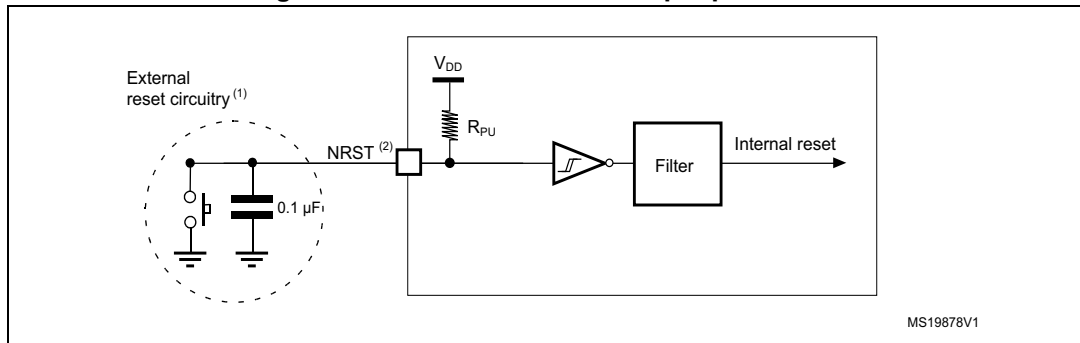 External
reset circuitry (1)
VDD
RPU
NRST (2)
Filter
Internal reset
0.1 µF
MS19878V1